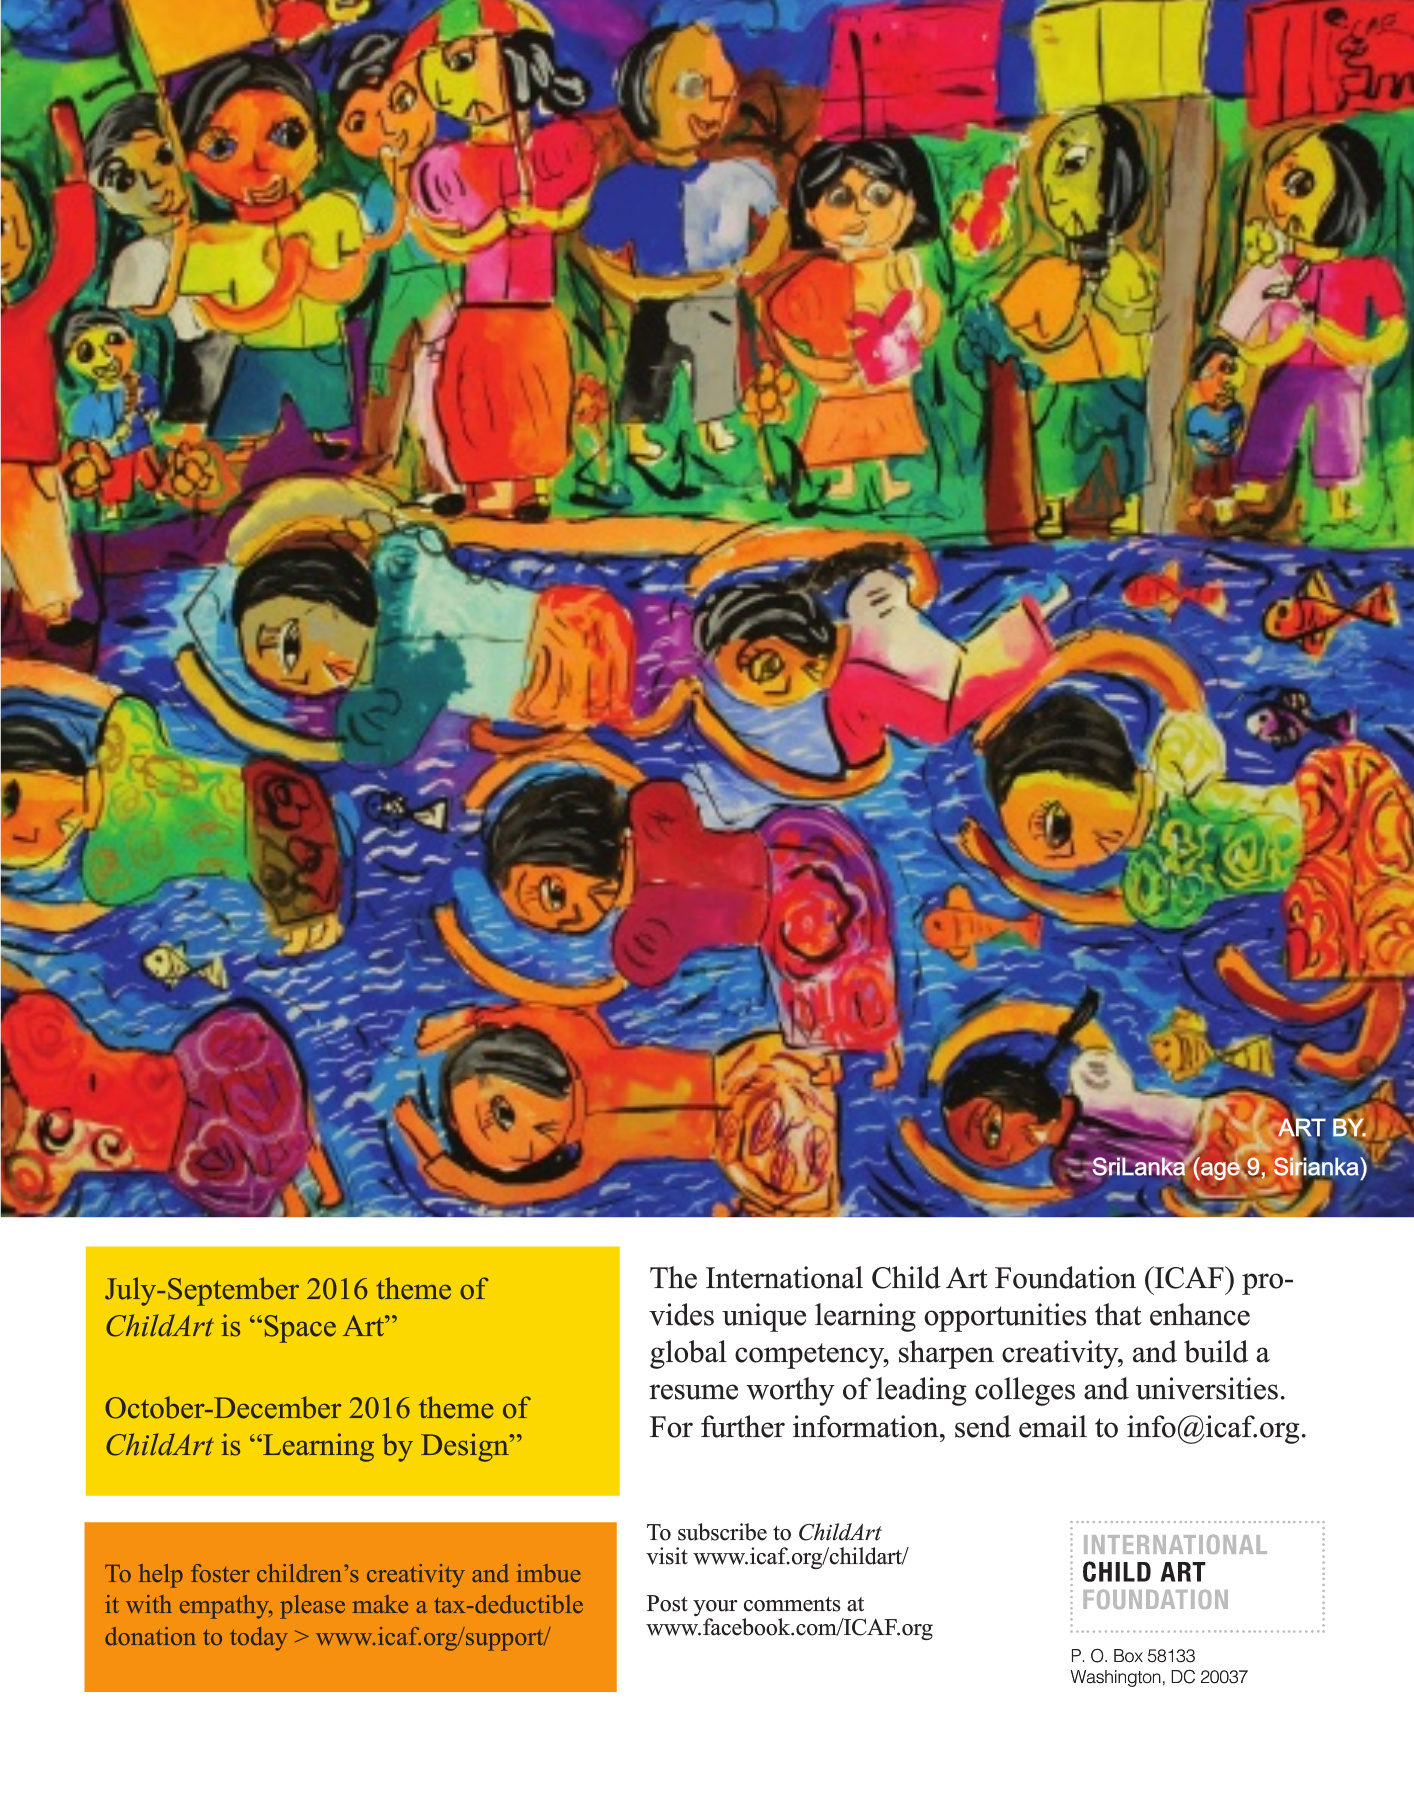 ART BY.
SriLanka (age 9, Sirianka)
July-September 2016 theme of
ChildArt is “Space Art”
October-December 2016 theme of
ChildArt is “Learning by Design”
The International Child Art Foundation (ICAF) pro-
vides unique learning opportunities that enhance
global competency, sharpen creativity, and build a
resume worthy of leading colleges and universities.
For further information, send email to info@icaf.org.
To help foster children’s creativity and imbue
it with empathy, please make a tax-deductible
donation to today > www.icaf.org/support/
To subscribe to ChildArt
visit www.icaf.org/childart/
Post your comments at
www.facebook.com/ICAF.org
INTERNATIONAL
CHILD ART
FOUNDATION
P. O. Box 58133
Washington, DC 20037